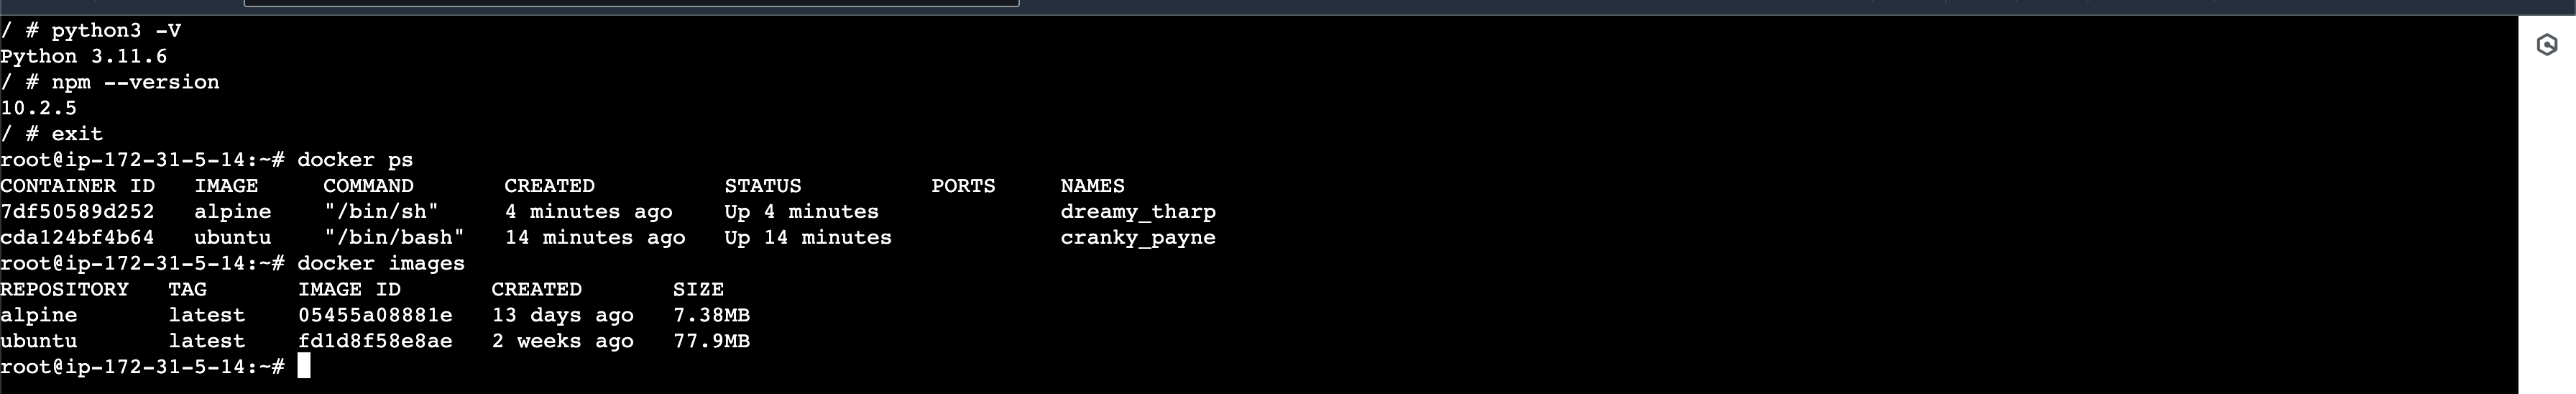 / # python3 -V
Python 3.11.6
/ # npm --version
10.2.5
/ # exit
root@ip-172-31-5-14:~# docker ps
CONTAINER ID   IMAGE     COMMAND       CREATED          STATUS          PORTS     NAMES
7df50589d252   alpine    "/bin/sh"     4 minutes ago    Up 4 minutes              dreamy_tharp
cda124bf4b64   ubuntu    "/bin/bash"   14 minutes ago   Up 14 minutes             cranky_payne
root@ip-172-31-5-14:~# docker images
REPOSITORY   TAG       IMAGE ID       CREATED       SIZE
alpine       latest    05455a08881e   13 days ago   7.38MB
ubuntu       latest    fd1d8f58e8ae   2 weeks ago   77.9MB
root@ip-172-31-5-14:~#